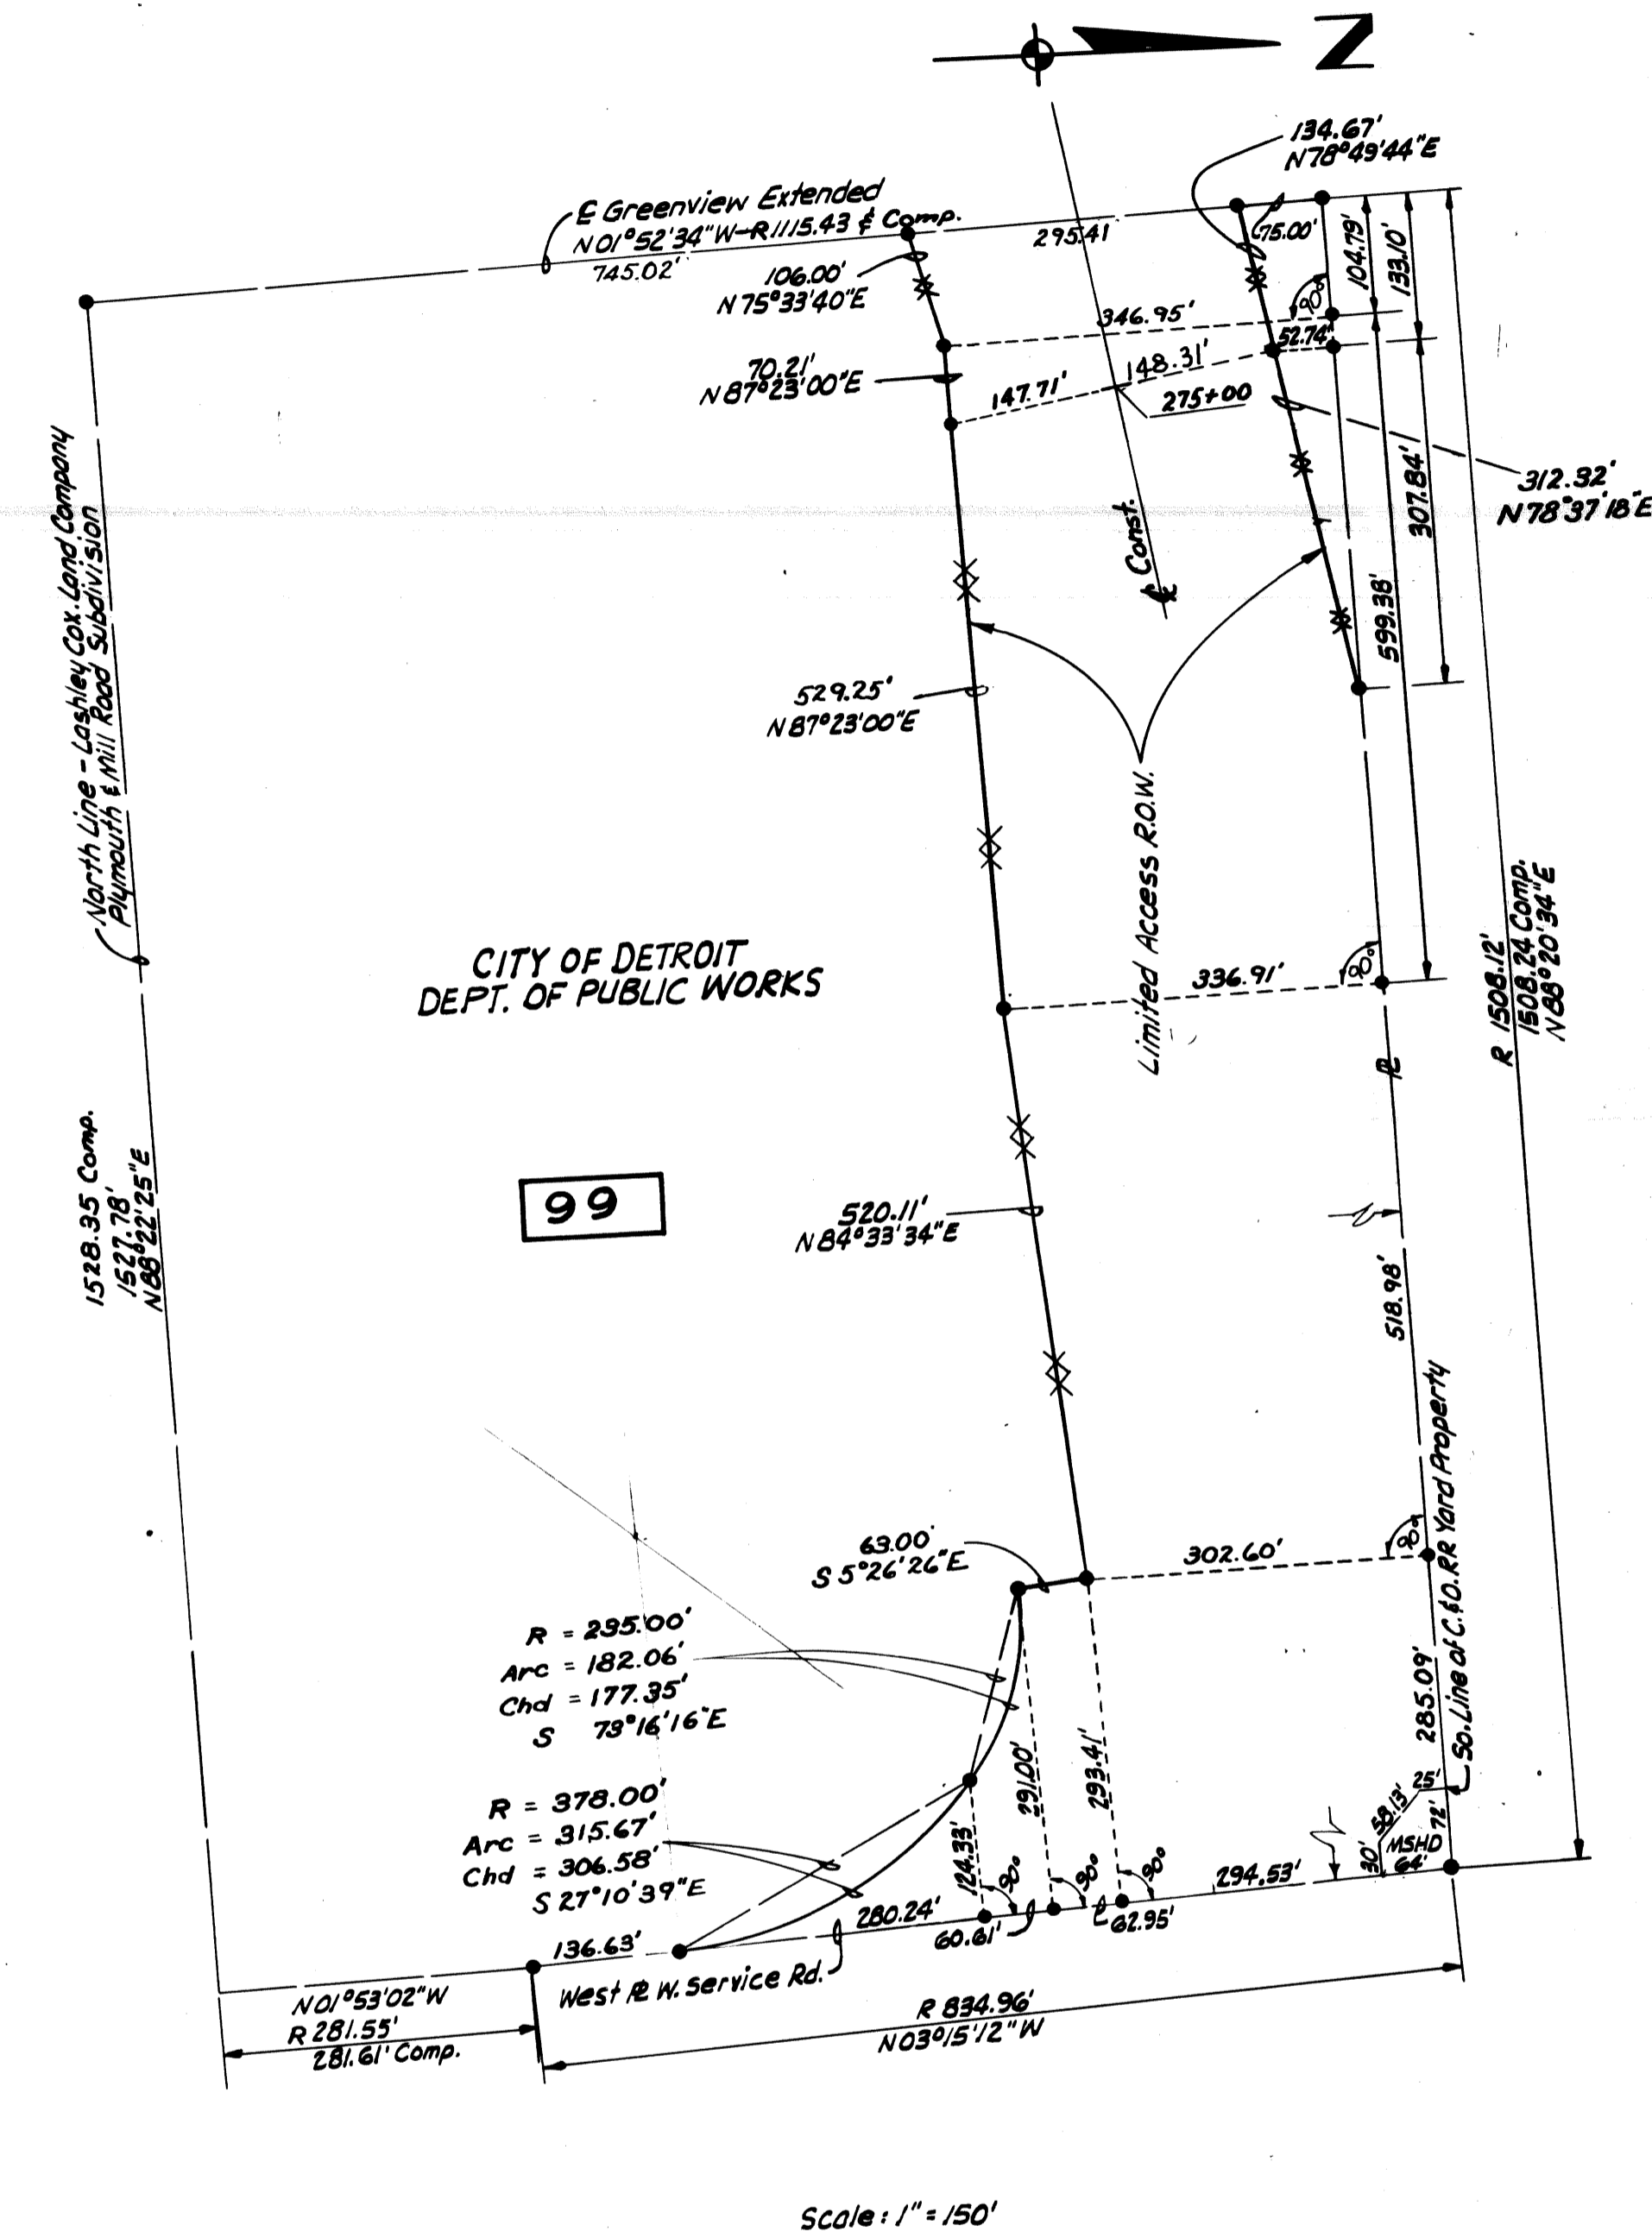 N
134.67'
N78°49'44"E
℄ Greenview Extended
N01°52'34"W-R1115.43 & Comp.
745.02'
295.41
75.00'
104.79'
133.10'
106.00'
N75°33'40"E
346.95'
90°
52.74'
70.21'
N87°23'00"E
147.71'
148.31'
275+00
312.32'
N78°37'18"E
307.84'
599.38'
℄ Const.
North Line - Lashley Cox. Land Company
Plymouth & Mill Road Subdivision
529.25'
N87°23'00"E
Limited Access R.O.W.
R 1508.12'
1508.24 Comp.
N88°20'34"E
CITY OF DETROIT
DEPT. OF PUBLIC WORKS
336.91'
90°
℄
1528.35 Comp.
1527.78'
N88°22'25"E
99
520.11'
N84°33'34"E
518.98'
63.00'
S 5°26'26"E
302.60'
90°
So. Line of C.&O. RR Yard Property
R = 295.00'
Arc = 182.06'
Chd = 177.35'
S 73°16'16"E
291.00'
293.41'
285.09'
R = 378.00'
Arc = 315.67'
Chd = 306.58'
S 27°10'39"E
124.33'
90°
90°
90°
25'
58.13'
72'
30'
MSHD
64'
294.53'
136.63'
280.24'
60.61'
62.95'
West ℄ W. Service Rd.
N01°53'02"W
R 281.55'
281.61' Comp.
R 834.96'
N03°15'12"W
Scale: 1" = 150'